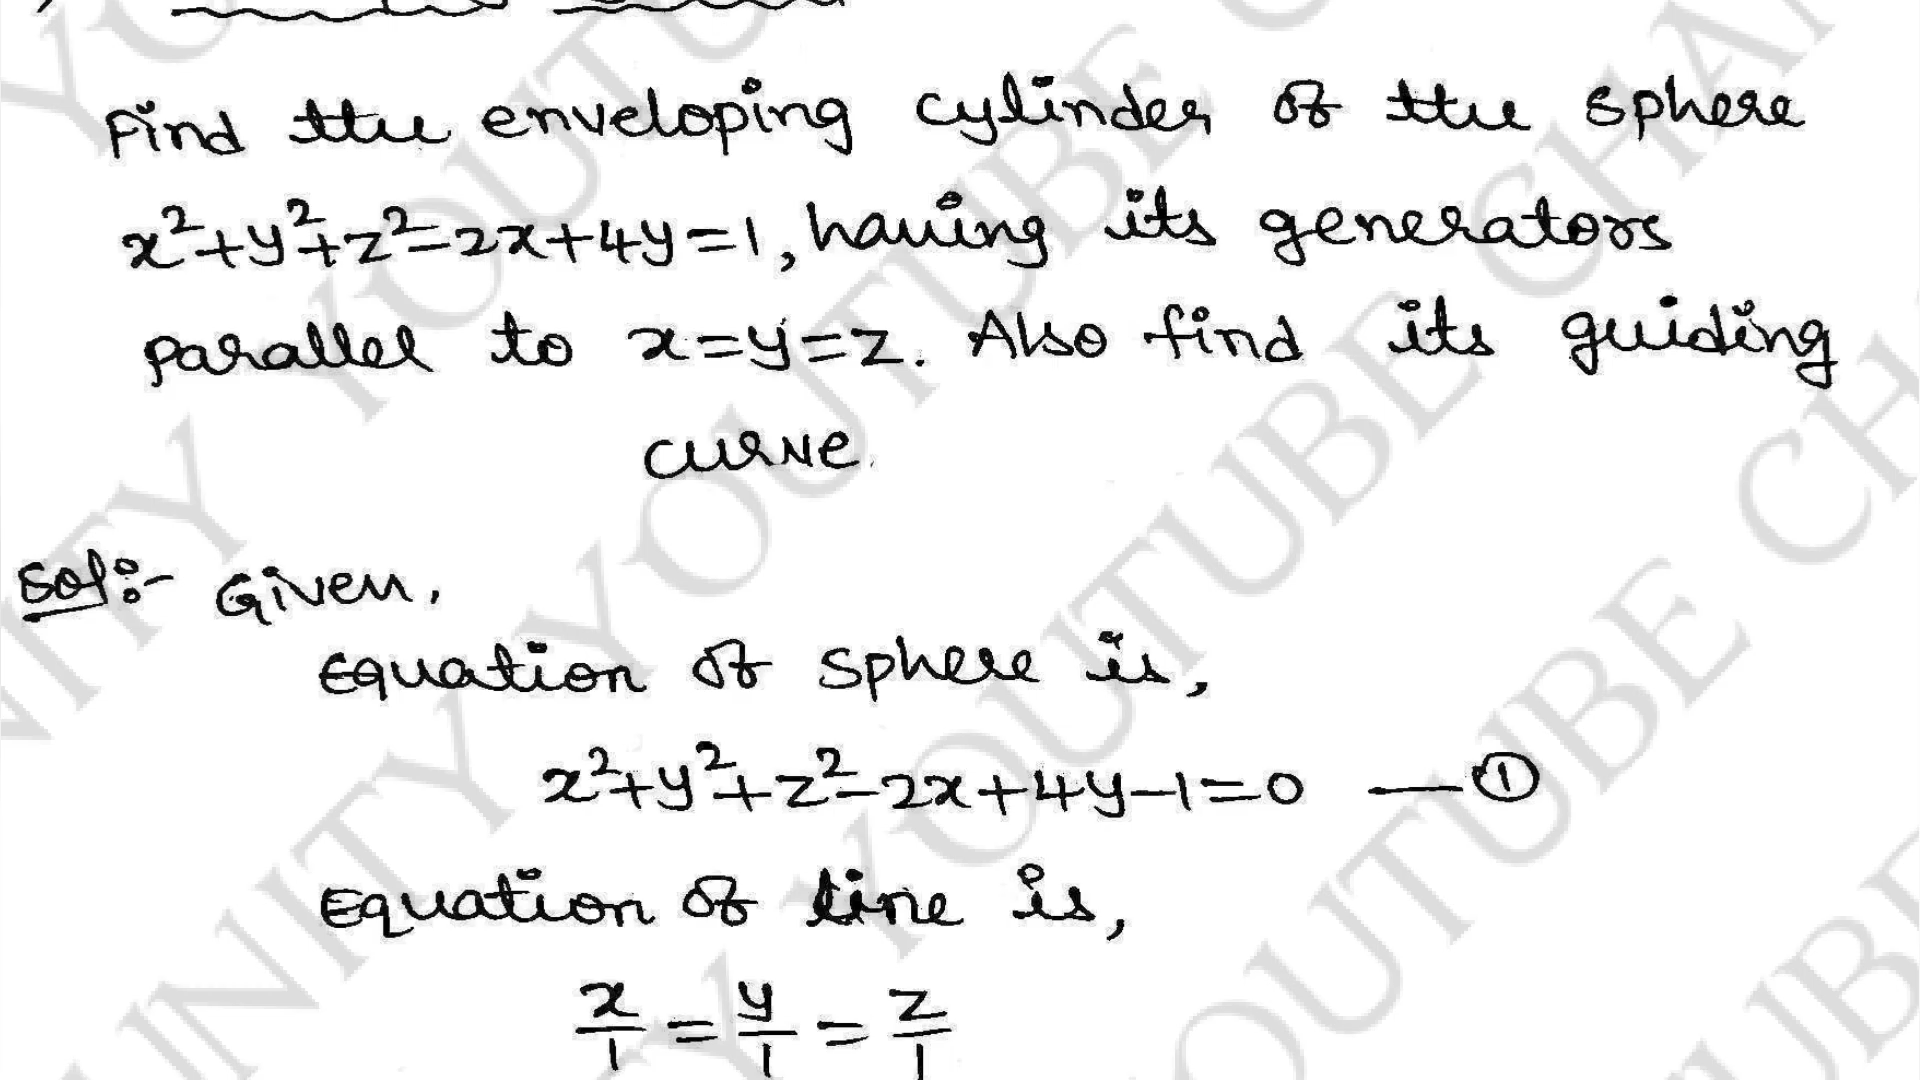 Find the enveloping cylinder of the sphere
x²+y²+z²-2x+4y=1, having its generators
parallel to x=y=z. Also find its guiding
curve.
Sol:- Given,
Equation of sphere is,
x²+y²+z²-2x+4y-1=0 —①
Equation of line is,
x/1 = y/1 = z/1